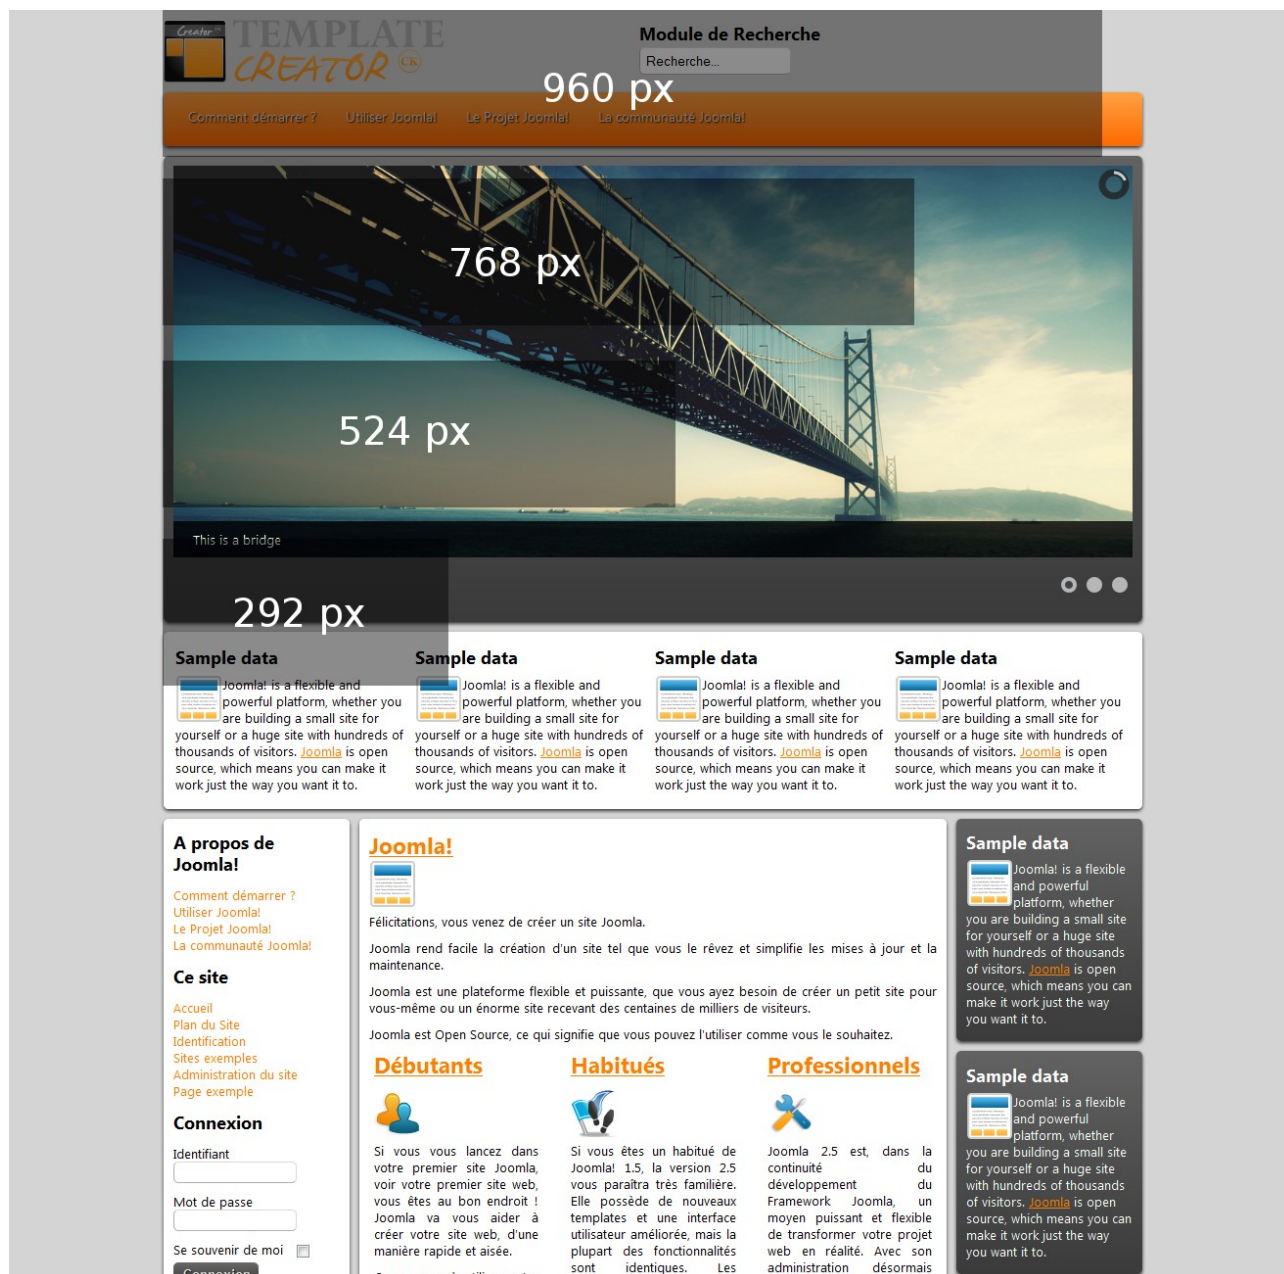 Creator
TEMPLATE
CREATOR CK
Module de Recherche
Recherche...
960 px
Comment démarrer ? Utiliser Joomla! Le Projet Joomla! La communauté Joomla!
768 px
524 px
This is a bridge
292 px
Sample data
Joomla! is a flexible and
powerful platform, whether you
are building a small site for
yourself or a huge site with hundreds of
thousands of visitors. Joomla is open
source, which means you can make it
work just the way you want it to.
Sample data
Joomla! is a flexible and
powerful platform, whether you
are building a small site for
yourself or a huge site with hundreds of
thousands of visitors. Joomla is open
source, which means you can make it
work just the way you want it to.
Sample data
Joomla! is a flexible and
powerful platform, whether you
are building a small site for
yourself or a huge site with hundreds of
thousands of visitors. Joomla is open
source, which means you can make it
work just the way you want it to.
Sample data
Joomla! is a flexible and
powerful platform, whether you
are building a small site for
yourself or a huge site with hundreds of
thousands of visitors. Joomla is open
source, which means you can make it
work just the way you want it to.
A propos de
Joomla!
Comment démarrer ?
Utiliser Joomla!
Le Projet Joomla!
La communauté Joomla!
Ce site
Accueil
Plan du Site
Identification
Sites exemples
Administration du site
Page exemple
Connexion
Identifiant
Mot de passe
Se souvenir de moi
Connexion
Joomla!
Félicitations, vous venez de créer un site Joomla.
Joomla rend facile la création d'un site tel que vous le rêvez et simplifie les mises à jour et la
maintenance.
Joomla est une plateforme flexible et puissante, que vous ayez besoin de créer un petit site pour
vous-même ou un énorme site recevant des centaines de milliers de visiteurs.
Joomla est Open Source, ce qui signifie que vous pouvez l'utiliser comme vous le souhaitez.
Débutants
Si vous vous lancez dans
votre premier site Joomla,
voir votre premier site web,
vous êtes au bon endroit !
Joomla va vous aider à
créer votre site web, d'une
manière rapide et aisée.
Habitués
Si vous êtes un habitué de
Joomla! 1.5, la version 2.5
vous paraîtra très familière.
Elle possède de nouveaux
templates et une interface
utilisateur améliorée, mais la
plupart des fonctionnalités
sont identiques. Les
Professionnels
Joomla 2.5 est, dans la
continuité du
développement du
Framework Joomla, un
moyen puissant et flexible
de transformer votre projet
web en réalité. Avec son
administration désormais
Sample data
Joomla! is a flexible
and powerful
platform, whether
you are building a small site
for yourself or a huge site
with hundreds of thousands
of visitors. Joomla is open
source, which means you can
make it work just the way
you want it to.
Sample data
Joomla! is a flexible
and powerful
platform, whether
you are building a small site
for yourself or a huge site
with hundreds of thousands
of visitors. Joomla is open
source, which means you can
make it work just the way
you want it to.